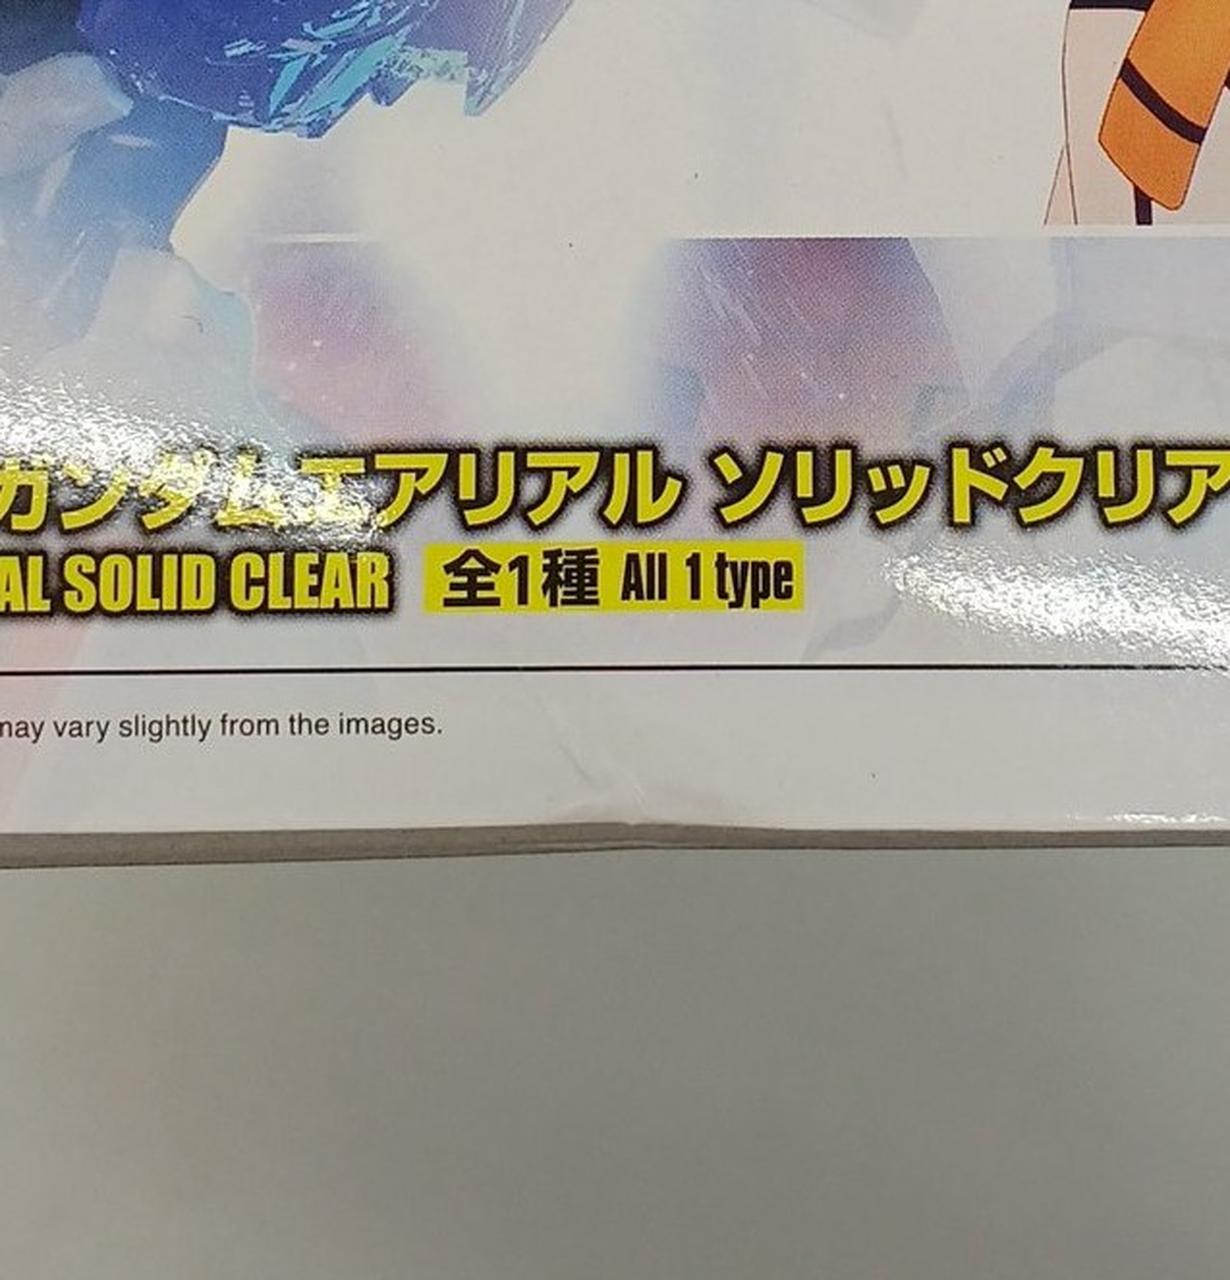 ガンダムエアリアル ソリッドクリア
AL SOLID CLEAR 全1種 All 1 type
may vary slightly from the images.